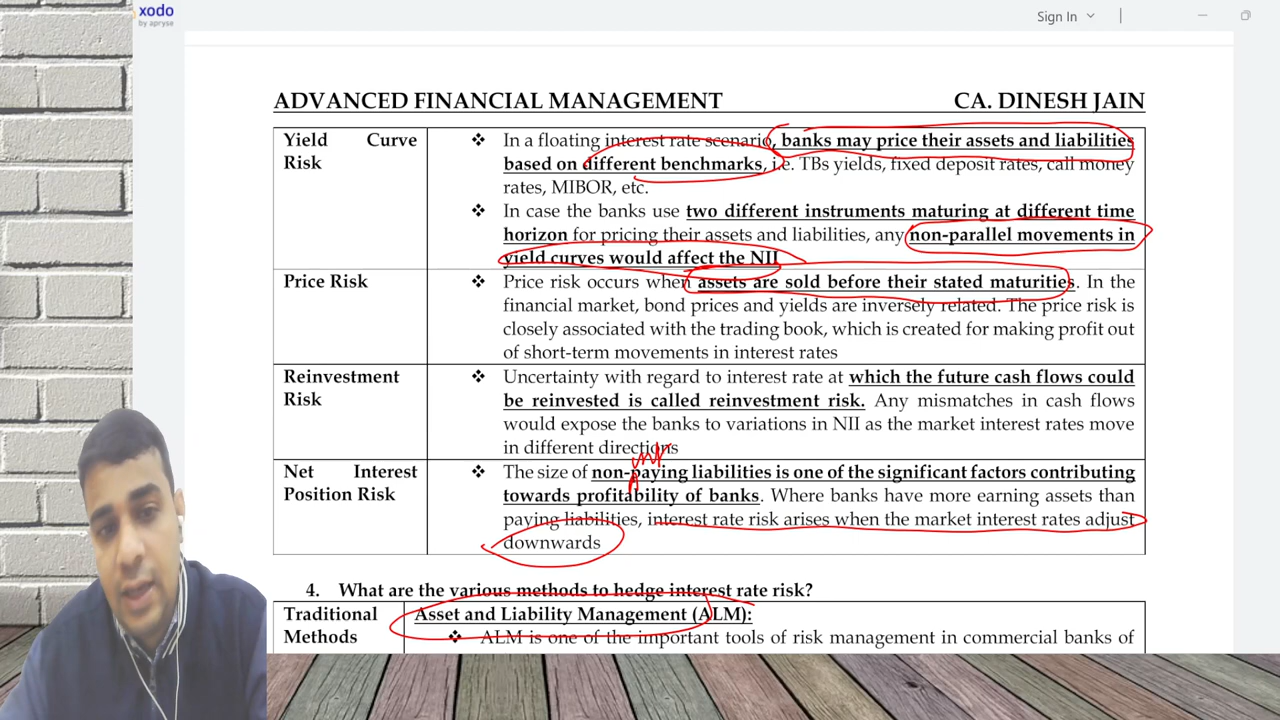 xodo
by apryse
Sign In
ADVANCED FINANCIAL MANAGEMENT CA. DINESH JAIN
Yield Curve Risk
❖ In a floating interest rate scenario, banks may price their assets and liabilities
based on different benchmarks, i.e. TBs yields, fixed deposit rates, call money
rates, MIBOR, etc.
❖ In case the banks use two different instruments maturing at different time
horizon for pricing their assets and liabilities, any non-parallel movements in
yield curves would affect the NII
Price Risk
❖ Price risk occurs when assets are sold before their stated maturities. In the
financial market, bond prices and yields are inversely related. The price risk is
closely associated with the trading book, which is created for making profit out
of short-term movements in interest rates
Reinvestment Risk
❖ Uncertainty with regard to interest rate at which the future cash flows could
be reinvested is called reinvestment risk. Any mismatches in cash flows
would expose the banks to variations in NII as the market interest rates move
in different directions
Net Interest Position Risk
❖ The size of non-paying liabilities is one of the significant factors contributing
towards profitability of banks. Where banks have more earning assets than
paying liabilities, interest rate risk arises when the market interest rates adjust
downwards
4. What are the various methods to hedge interest rate risk?
Traditional Methods
Asset and Liability Management (ALM):
❖ ALM is one of the important tools of risk management in commercial banks of